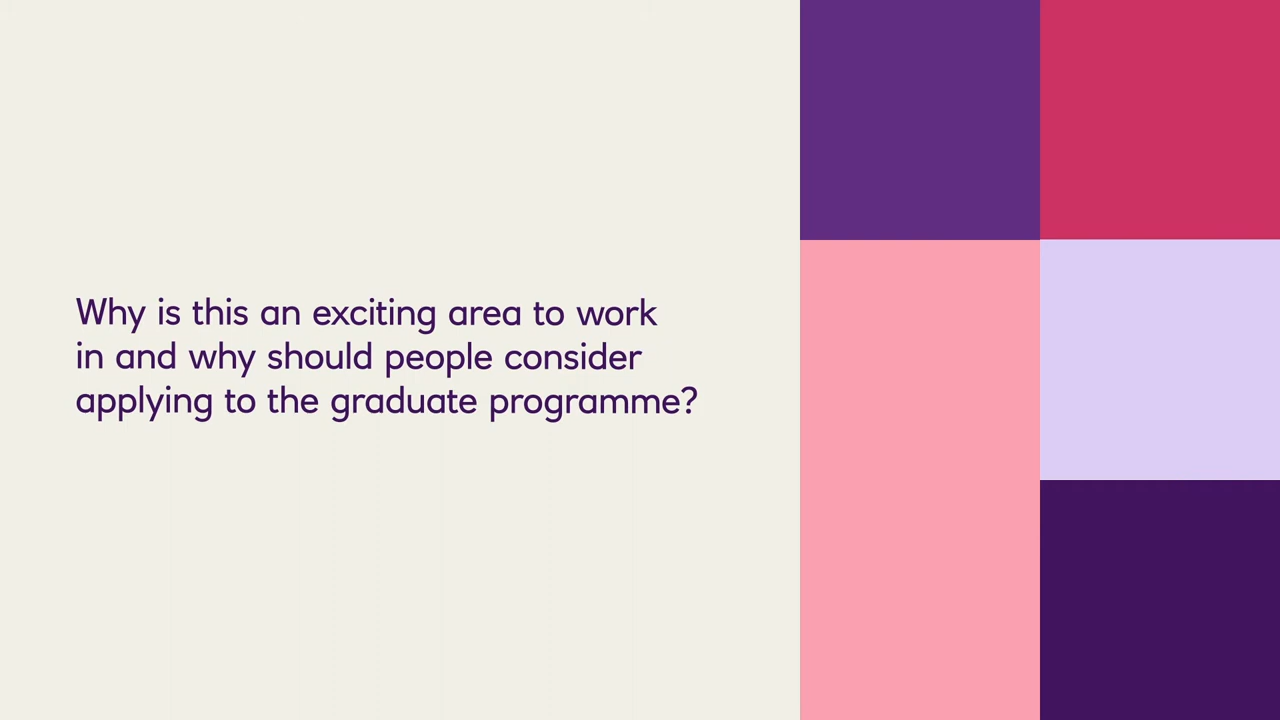 Why is this an exciting area to work
in and why should people consider
applying to the graduate programme?